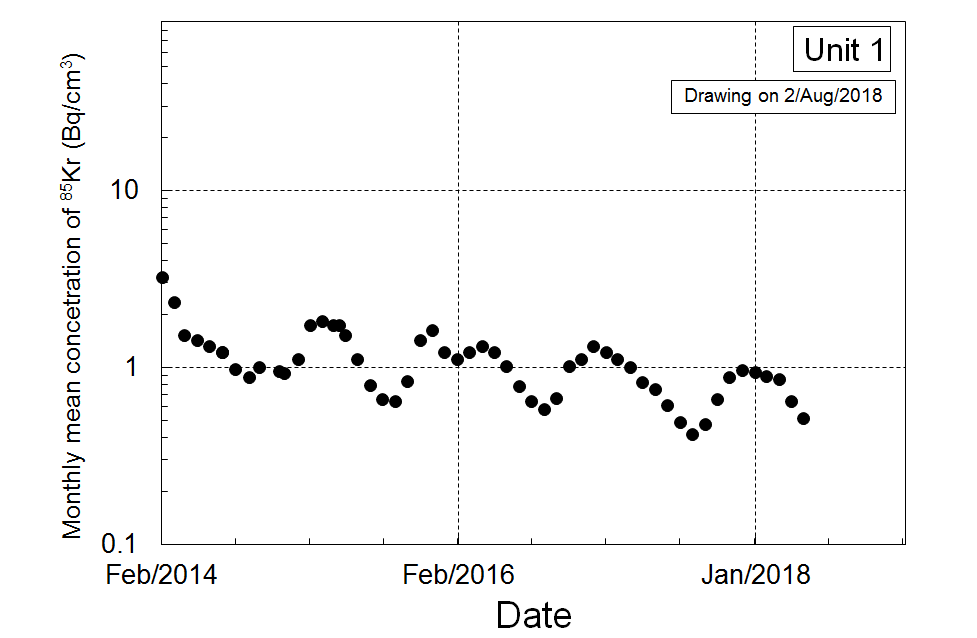 Unit 1
Drawing on 2/Aug/2018
Monthly mean concetration of ⁸⁵Kr (Bq/cm³)
10
1
0.1
Feb/2014 Feb/2016 Jan/2018
Date